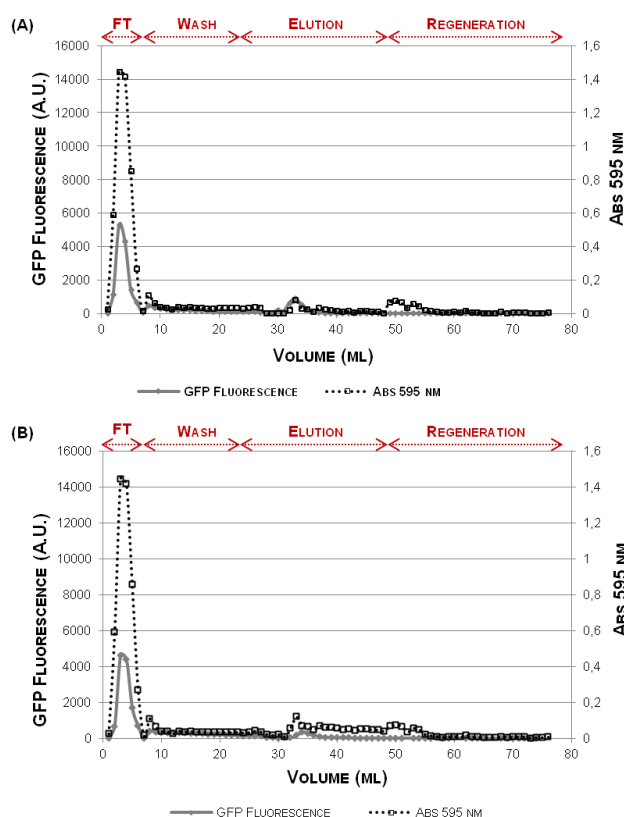 (A) FT WASH ELUTION REGENERATION
16000 1,6
14000 1,4
12000 1,2
10000 1
8000 0,8
6000 0,6
4000 0,4
2000 0,2
0 0
0 10 20 30 40 50 60 70 80
GFP FLUORESCENCE (A.U.)
ABS 595 NM
VOLUME (ML)
GFP FLUORESCENCE ABS 595 NM
(B) FT WASH ELUTION REGENERATION
16000 1,6
14000 1,4
12000 1,2
10000 1
8000 0,8
6000 0,6
4000 0,4
2000 0,2
0 0
0 10 20 30 40 50 60 70 80
GFP FLUORESCENCE (A.U.)
ABS 595 NM
VOLUME (ML)
GFP FLUORESCENCE ABS 595 NM